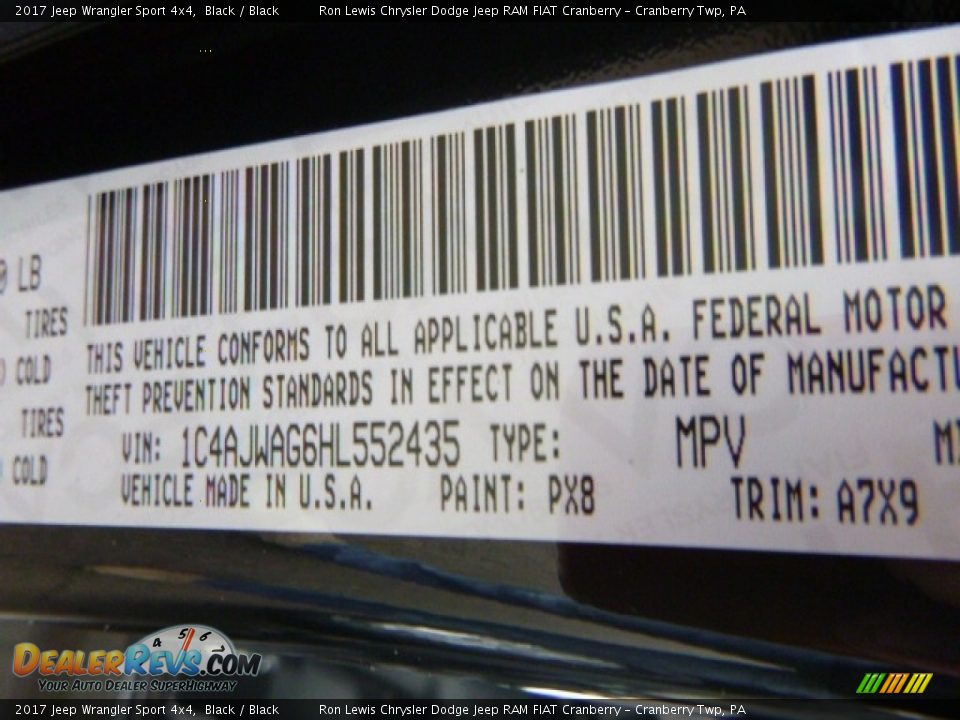 2017 Jeep Wrangler Sport 4x4, Black / Black Ron Lewis Chrysler Dodge Jeep RAM FIAT Cranberry - Cranberry Twp, PA
LB
TIRES
COLD
TIRES
COLD
THIS VEHICLE CONFORMS TO ALL APPLICABLE U.S.A. FEDERAL MOTOR
THEFT PREVENTION STANDARDS IN EFFECT ON THE DATE OF MANUFACTU
VIN: 1C4AJWAG6HL552435 TYPE: MPV
VEHICLE MADE IN U.S.A. PAINT: PX8 TRIM: A7X9
4 5 6
DEALERREVS.COM
YOUR AUTO DEALER SUPERHIGHWAY
2017 Jeep Wrangler Sport 4x4, Black / Black Ron Lewis Chrysler Dodge Jeep RAM FIAT Cranberry - Cranberry Twp, PA